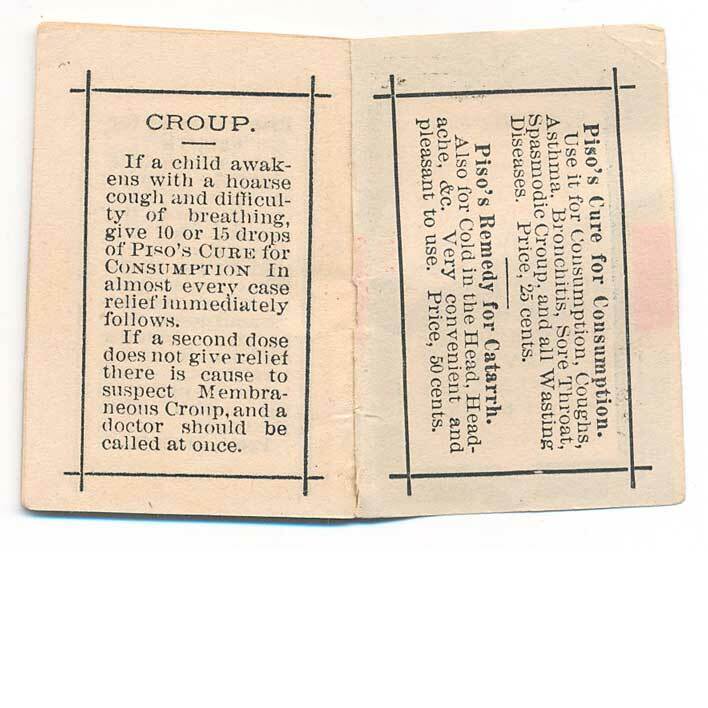 CROUP.
If a child awak-
ens with a hoarse
cough and difficul-
ty of breathing,
give 10 or 15 drops
of PISO'S CURE for
CONSUMPTION In
almost every case
relief immediately
follows.
If a second dose
does not give relief
there is cause to
suspect Membra-
neous Croup, and a
doctor should be
called at once.
Piso's Cure for Consumption.
Use it for Consumption, Coughs,
Asthma, Bronchitis, Sore Throat,
Spasmodic Croup, and all Wasting
Diseases. Price, 25 cents.
Piso's Remedy for Catarrh.
Also for Cold in the Head, Head-
ache, &c. Very convenient and
pleasant to use. Price, 50 cents.